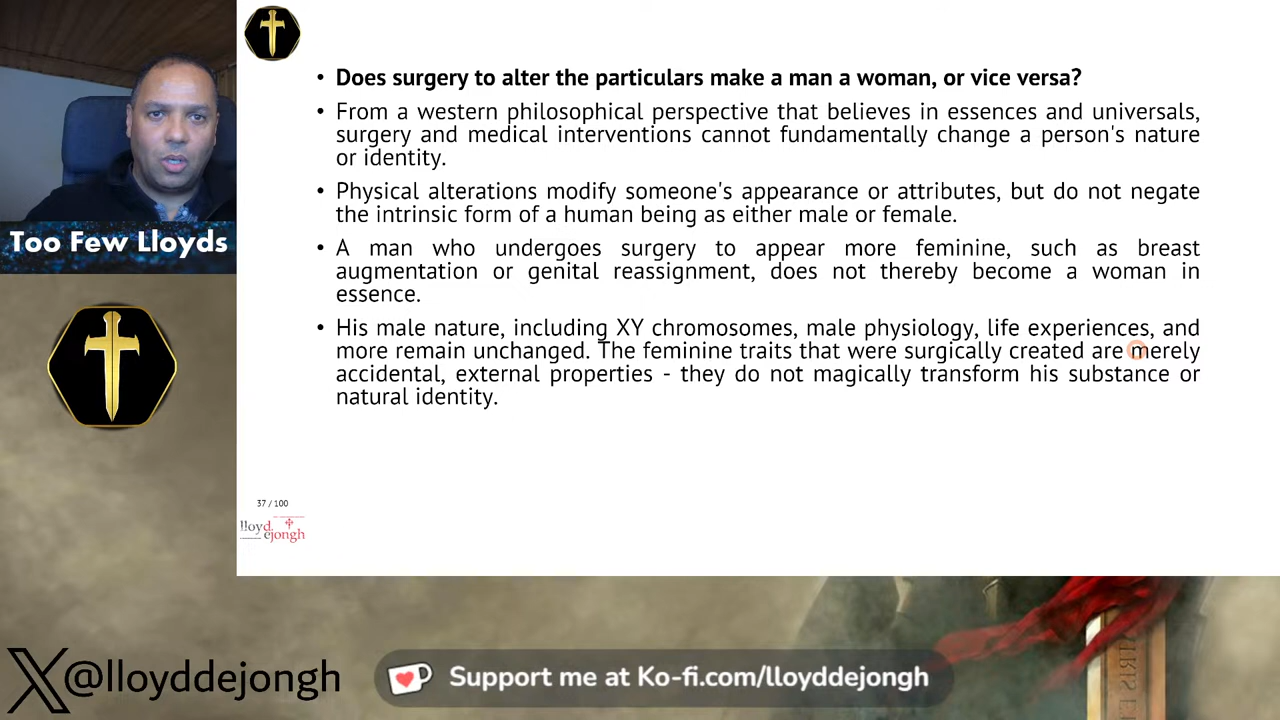 • Does surgery to alter the particulars make a man a woman, or vice versa?
• From a western philosophical perspective that believes in essences and universals,
surgery and medical interventions cannot fundamentally change a person's nature
or identity.
• Physical alterations modify someone's appearance or attributes, but do not negate
the intrinsic form of a human being as either male or female.
• A man who undergoes surgery to appear more feminine, such as breast
augmentation or genital reassignment, does not thereby become a woman in
essence.
• His male nature, including XY chromosomes, male physiology, life experiences, and
more remain unchanged. The feminine traits that were surgically created are merely
accidental, external properties - they do not magically transform his substance or
natural identity.
Too Few Lloyds
37 / 100
lloyd
ejongh
X@lloyddejongh
Support me at Ko-fi.com/lloyddejongh